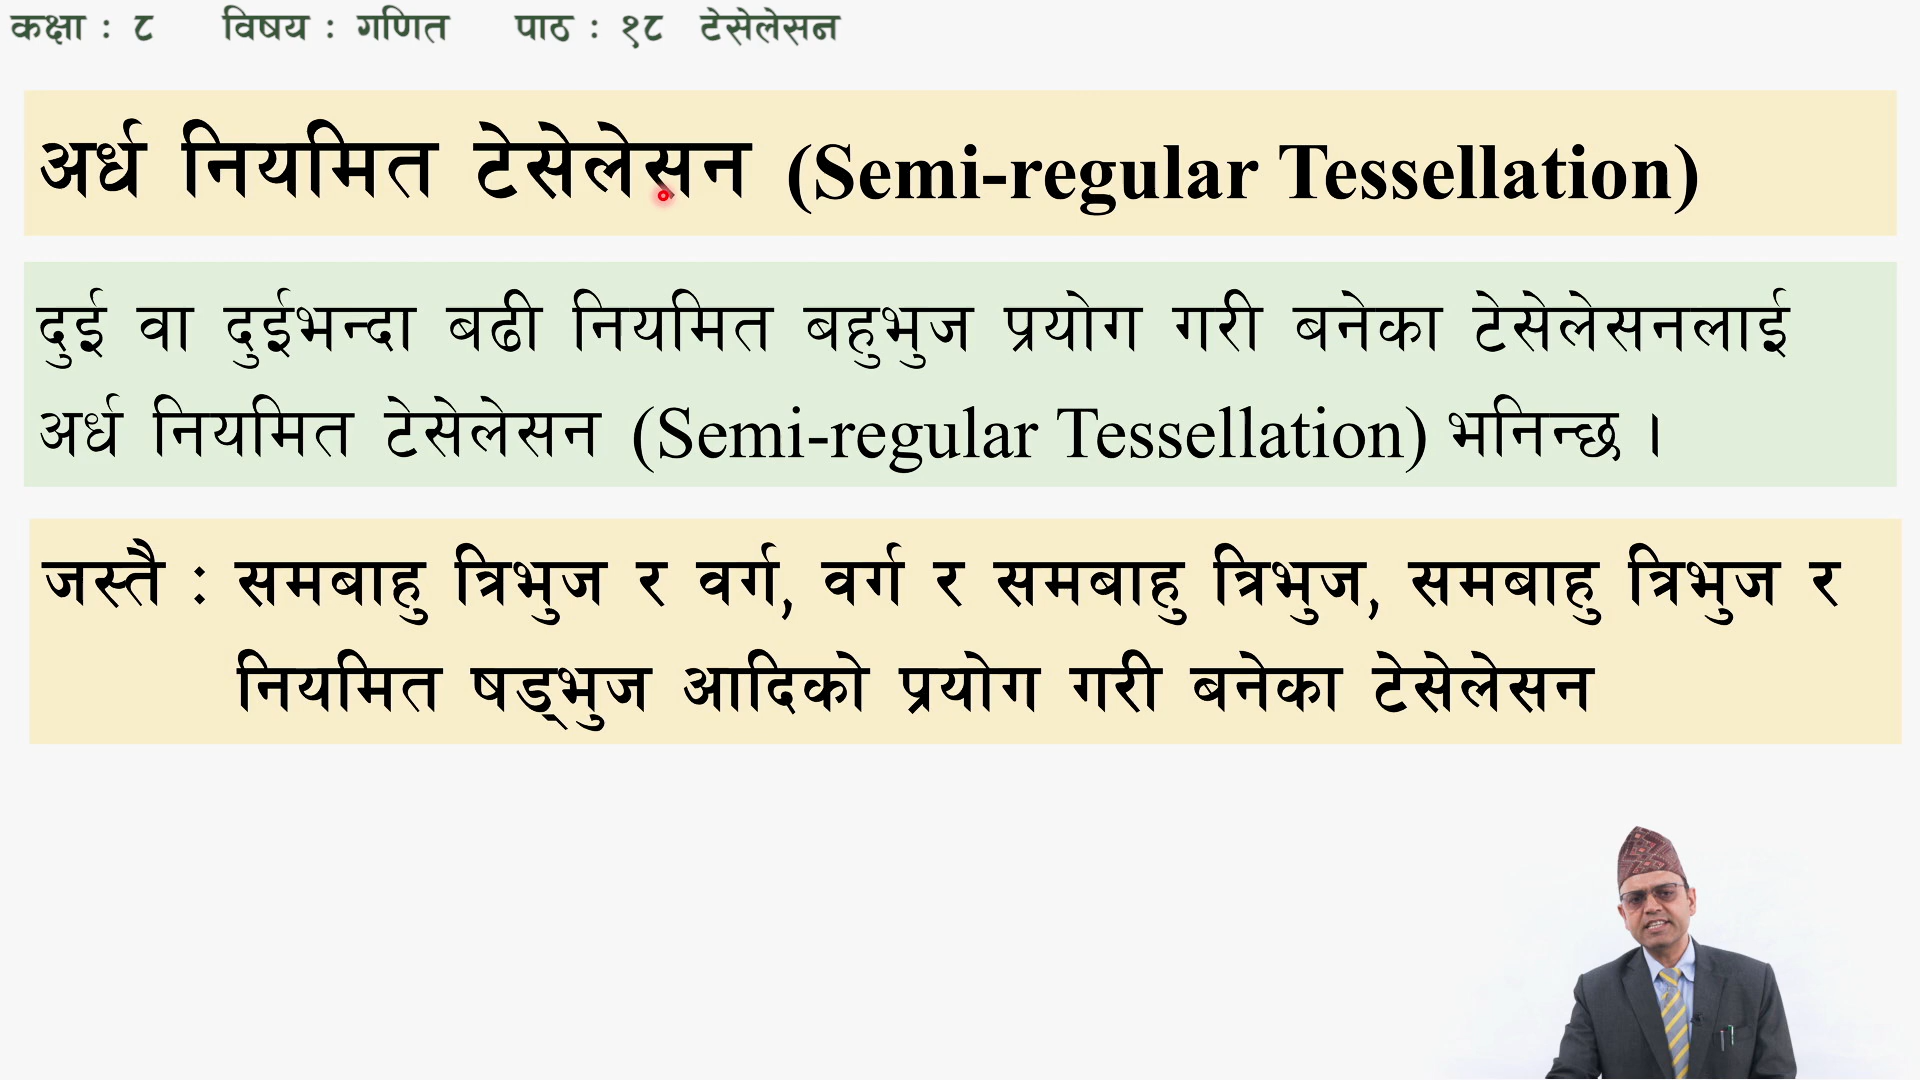 कक्षा : ८ विषय : गणित पाठ : १८ टेसेलेसन
अर्ध नियमित टेसेलेसन (Semi-regular Tessellation)
दुई वा दुईभन्दा बढी नियमित बहुभुज प्रयोग गरी बनेका टेसेलेसनलाई
अर्ध नियमित टेसेलेसन (Semi-regular Tessellation) भनिन्छ ।
जस्तै : समबाहु त्रिभुज र वर्ग, वर्ग र समबाहु त्रिभुज, समबाहु त्रिभुज र
नियमित षड्भुज आदिको प्रयोग गरी बनेका टेसेलेसन